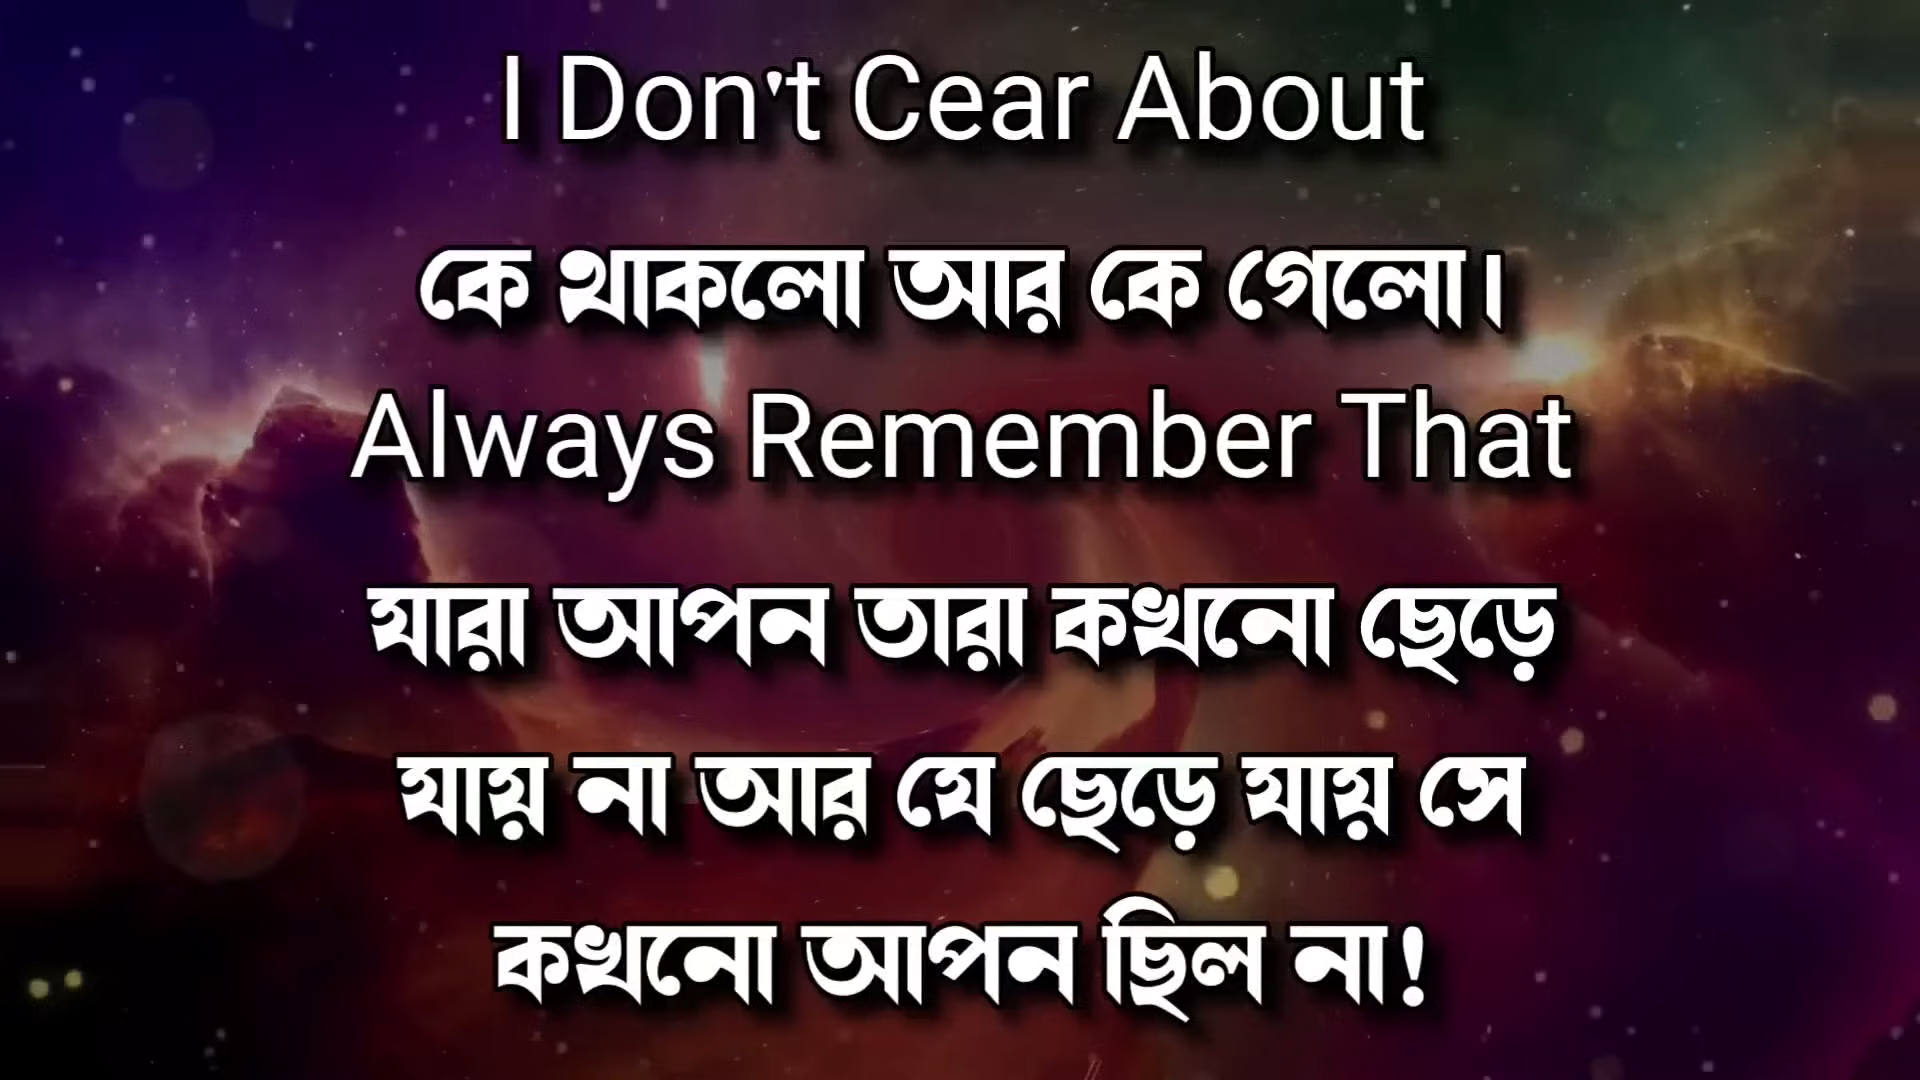 I Don't Cear About
কে থাকলো আর কে গেলো।
Always Remember That
যারা আপন তারা কখনো ছেড়ে
যায় না আর যে ছেড়ে যায় সে
কখনো আপন ছিল না!